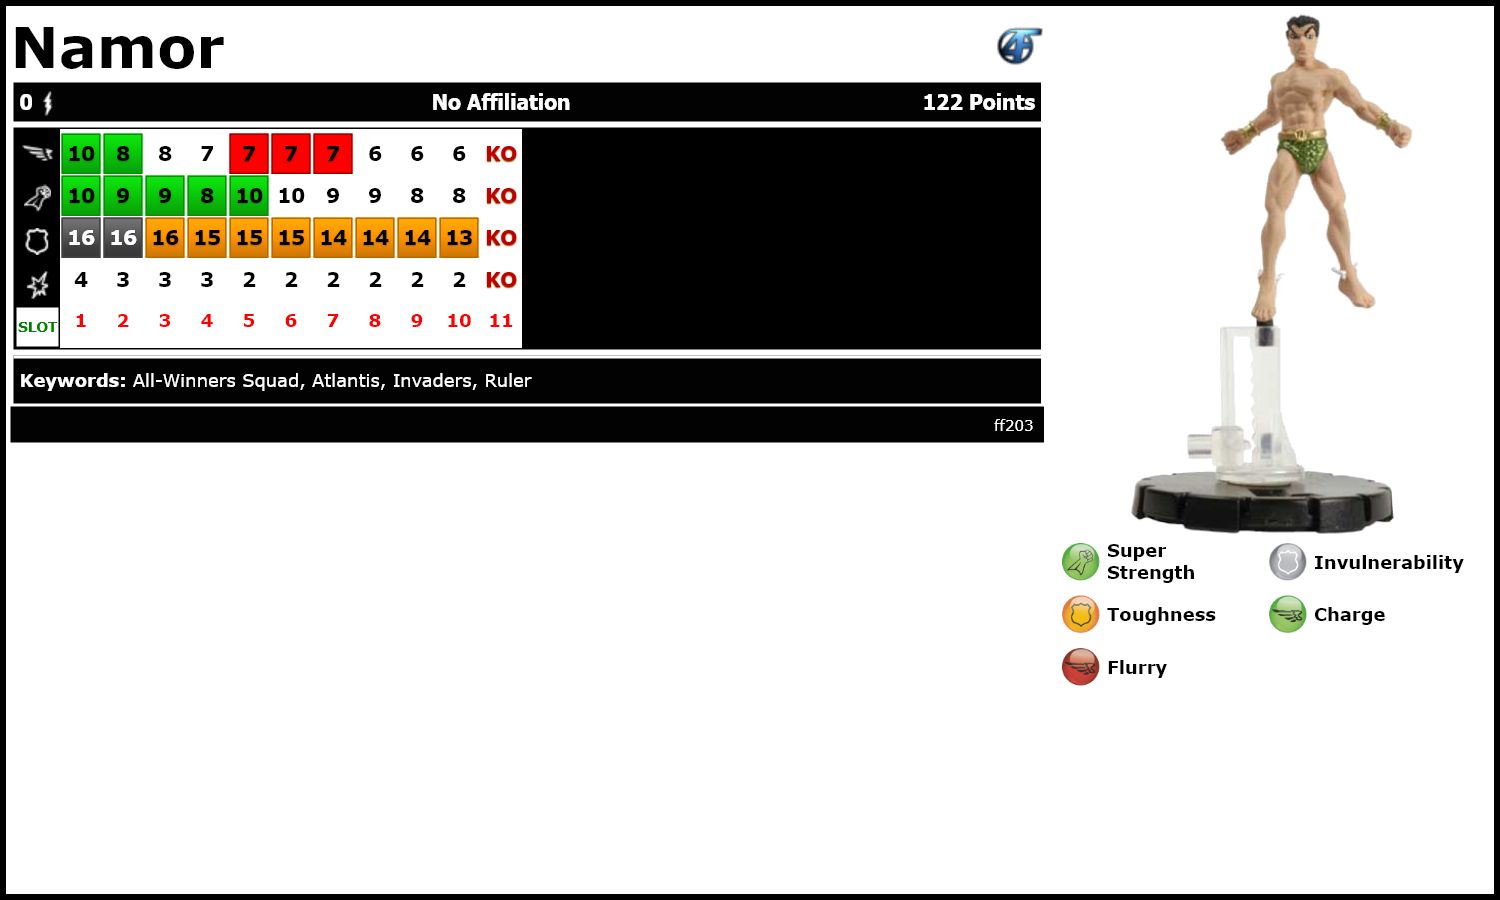 Namor
0 No Affiliation 122 Points
10 8 8 7 7 7 7 6 6 6 KO
10 9 9 8 10 10 9 9 8 8 KO
16 16 16 15 15 15 14 14 14 13 KO
4 3 3 3 2 2 2 2 2 2 KO
SLOT 1 2 3 4 5 6 7 8 9 10 11
Keywords: All-Winners Squad, Atlantis, Invaders, Ruler
ff203
Super
Strength
Invulnerability
Toughness
Charge
Flurry